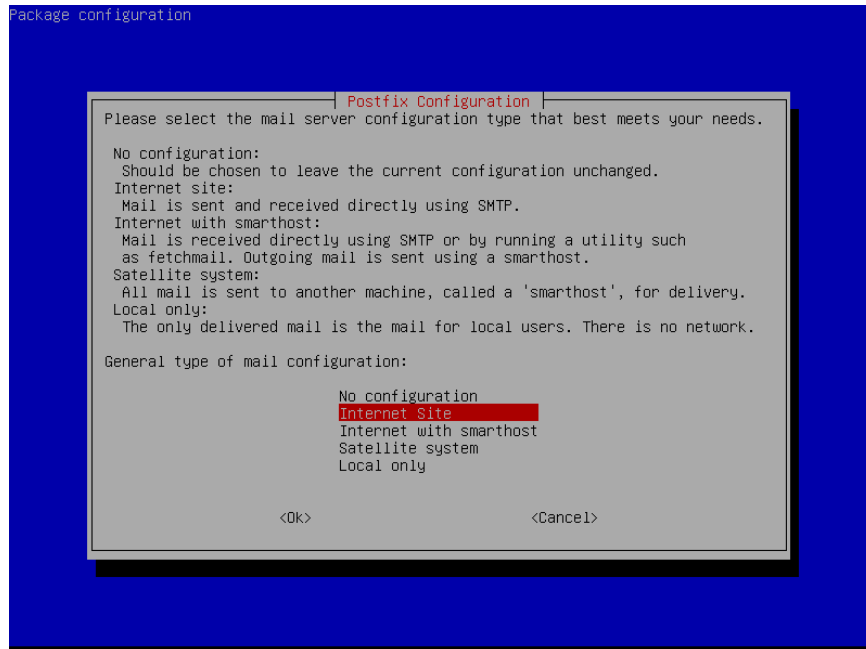 Package configuration
Postfix Configuration
Please select the mail server configuration type that best meets your needs.
No configuration:
Should be chosen to leave the current configuration unchanged.
Internet site:
Mail is sent and received directly using SMTP.
Internet with smarthost:
Mail is received directly using SMTP or by running a utility such
as fetchmail. Outgoing mail is sent using a smarthost.
Satellite system:
All mail is sent to another machine, called a 'smarthost', for delivery.
Local only:
The only delivered mail is the mail for local users. There is no network.
General type of mail configuration:
No configuration
Internet Site
Internet with smarthost
Satellite system
Local only
<Ok> <Cancel>